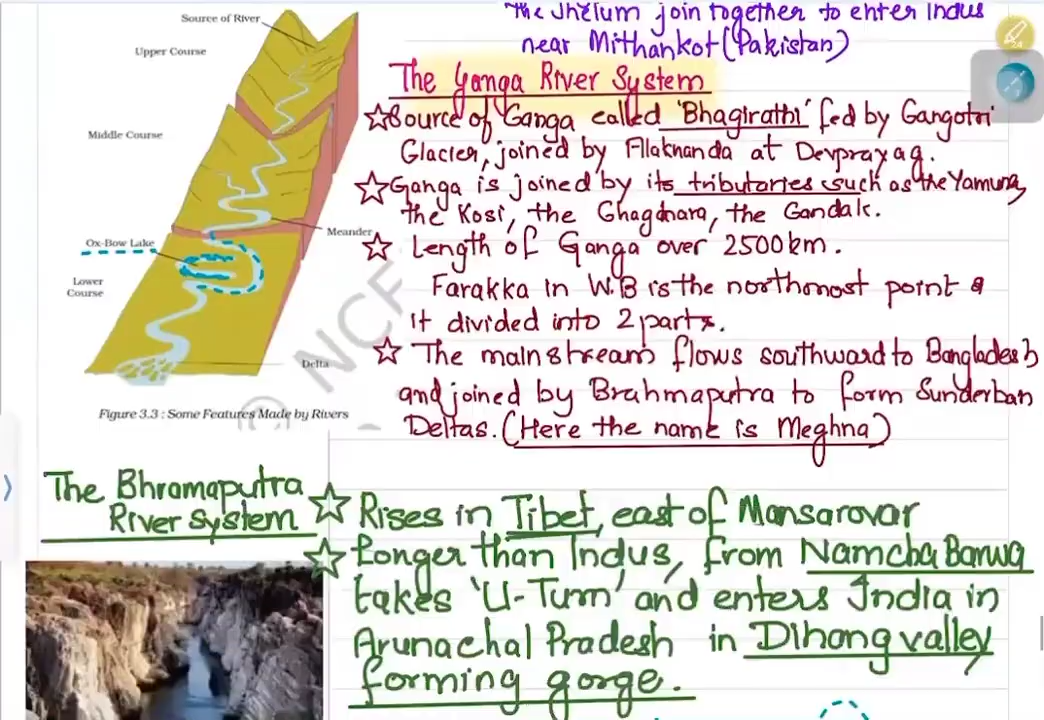 the Jhelum join together to enter Indus
near Mithankot (Pakistan)
The Ganga River System
☆ Source of Ganga called 'Bhagirathi' fed by Gangotri
Glacier, joined by Alaknanda at Devprayag.
☆ Ganga is joined by its tributaries such as the Yamuna,
the Kosi, the Ghaghara, the Gandak.
☆ Length of Ganga over 2500km.
Farakka in W.B is the northmost point &
it divided into 2 parts.
☆ The mainstream flows southward to Bangladesh
and joined by Brahmaputra to form Sunderban
Deltas. (Here the name is Meghna)
Source of River
Upper Course
Middle Course
Meander
Ox-Bow Lake
Lower
Course
Delta
© NCE
Figure 3.3 : Some Features Made by Rivers
The Bhramaputra
River System
☆ Rises in Tibet, east of Mansarovar
☆ Longer than Indus, from Namcha Barwa
takes 'U-Turn' and enters India in
Arunachal Pradesh in Dihang valley
forming gorge.
24